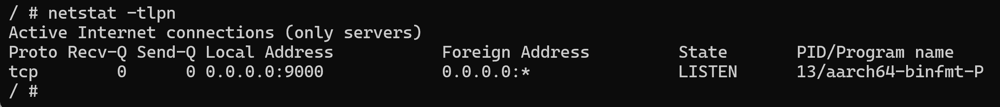 / # netstat -tlpn
Active Internet connections (only servers)
Proto Recv-Q Send-Q Local Address           Foreign Address         State       PID/Program name
tcp        0      0 0.0.0.0:9000            0.0.0.0:*               LISTEN      13/aarch64-binfmt-P
/ #